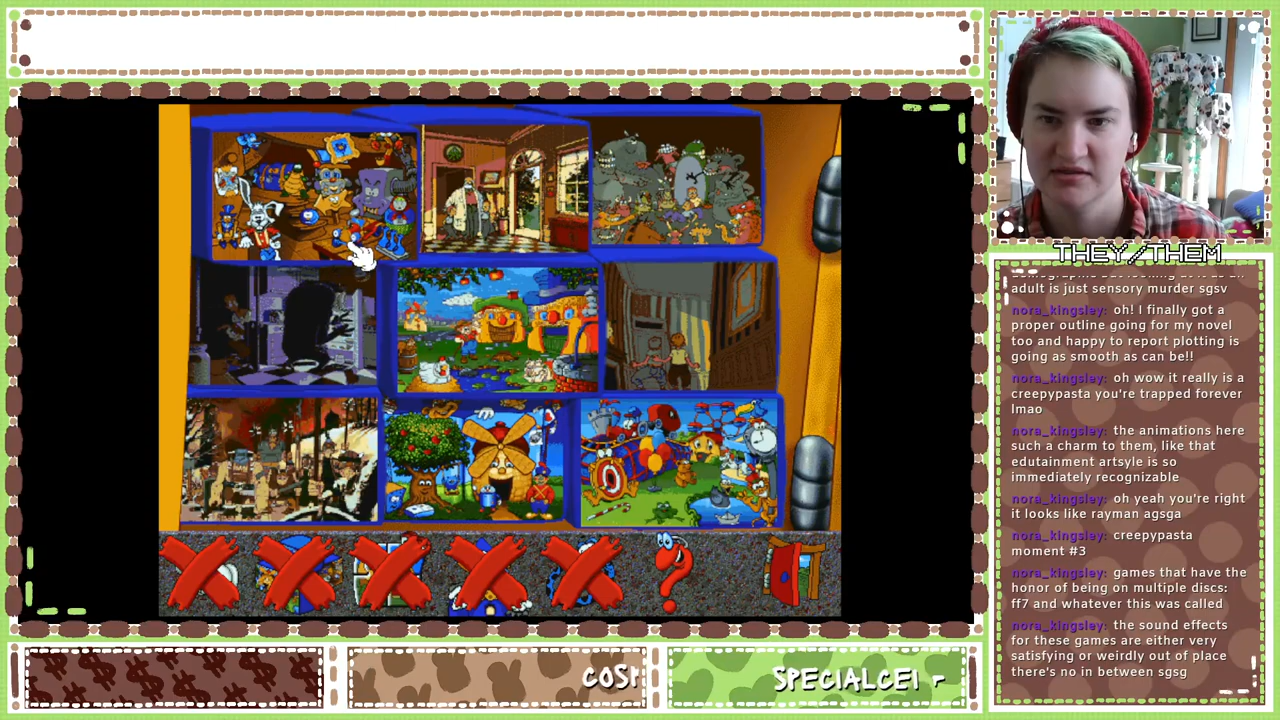 THEY/THEM
adult is just sensory murder sgsv
nora_kingsley: oh! I finally got a
proper outline going for my novel
too and happy to report plotting is
going as smooth as can be!!
nora_kingsley: oh wow it really is a
creepypasta you're trapped forever
lmao
nora_kingsley: the animations here
such a charm to them, like that
edutainment artsyle is so
immediately recognizable
nora_kingsley: oh yeah you're right
it looks like rayman agsga
nora_kingsley: creepypasta
moment #3
nora_kingsley: games that have the
honor of being on multiple discs:
ff7 and whatever this was called
nora_kingsley: the sound effects
for these games are either very
satisfying or weirdly out of place
there's no in between sgsg